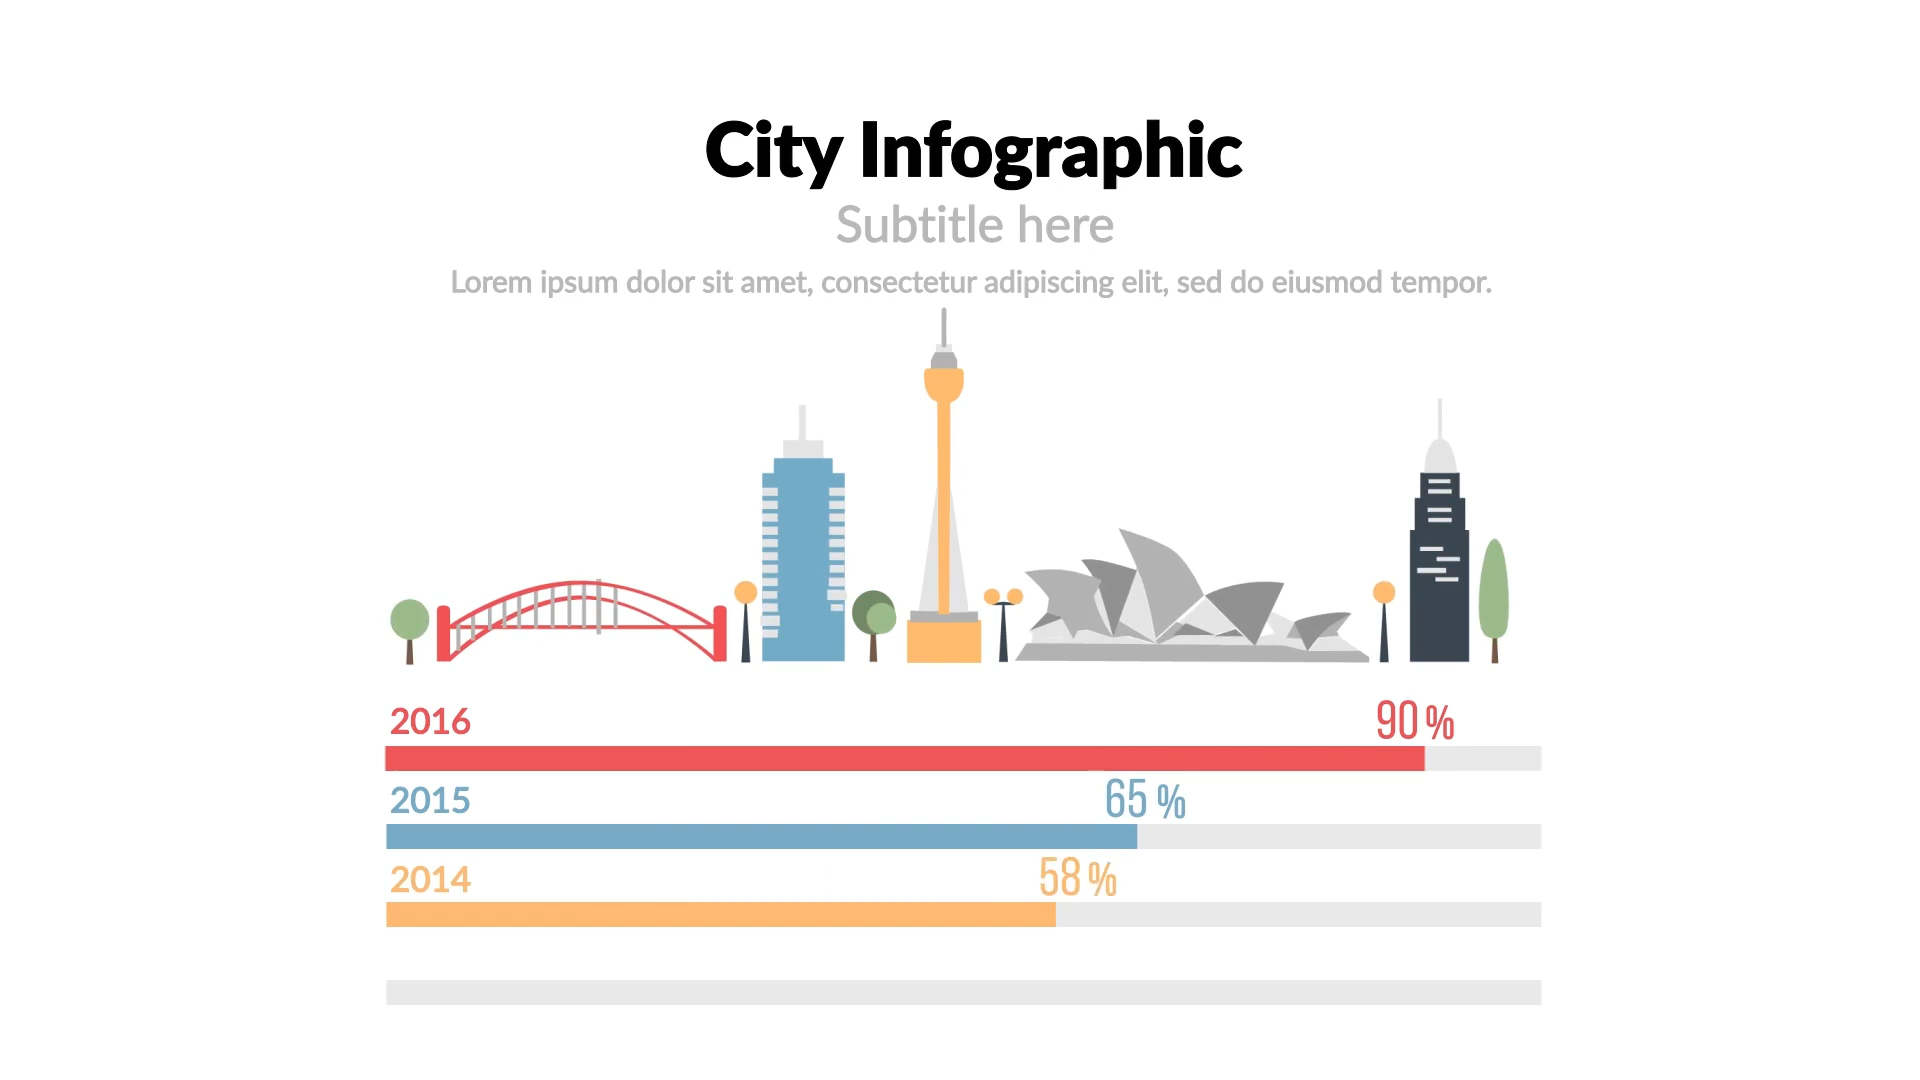 City Infographic
Subtitle here
Lorem ipsum dolor sit amet, consectetur adipiscing elit, sed do eiusmod tempor.
2016 90 %
2015 65 %
2014 58 %